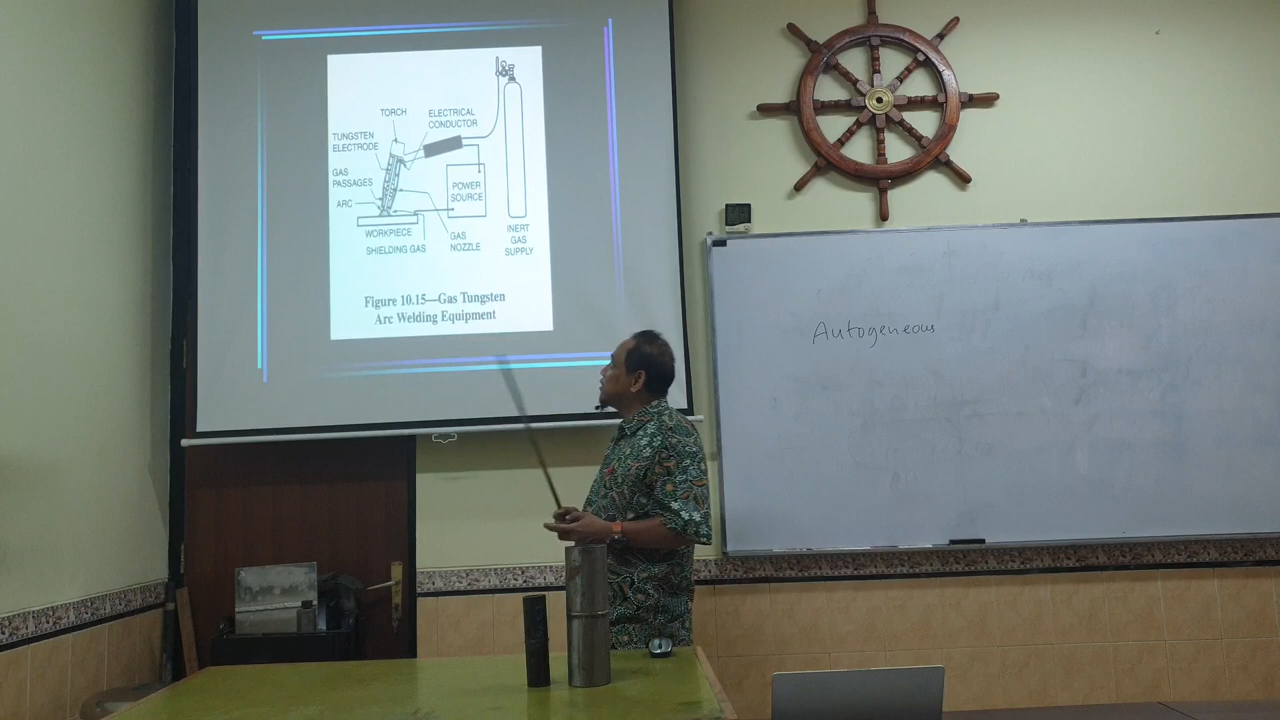 TORCH
ELECTRICAL
CONDUCTOR
TUNGSTEN
ELECTRODE
GAS
PASSAGES
ARC
POWER
SOURCE
WORKPIECE
SHIELDING GAS
GAS
NOZZLE
INERT
GAS
SUPPLY
Figure 10.15—Gas Tungsten
Arc Welding Equipment
Autogeneous